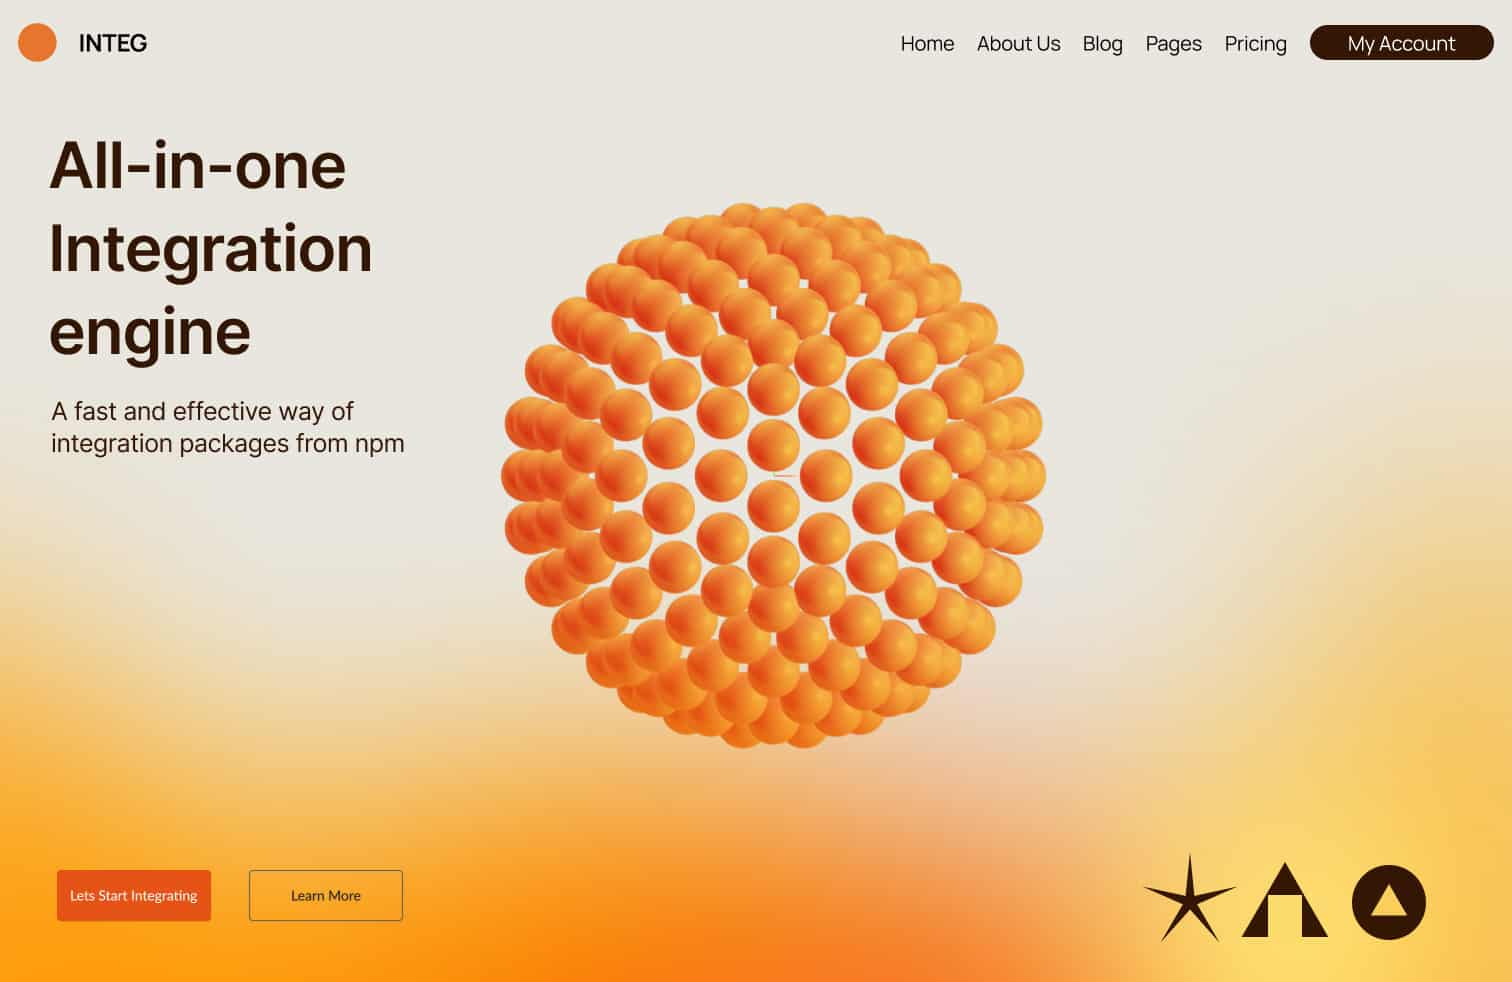 INTEG
Home About Us Blog Pages Pricing My Account
All-in-one
Integration
engine
A fast and effective way of
integration packages from npm
Lets Start Integrating Learn More